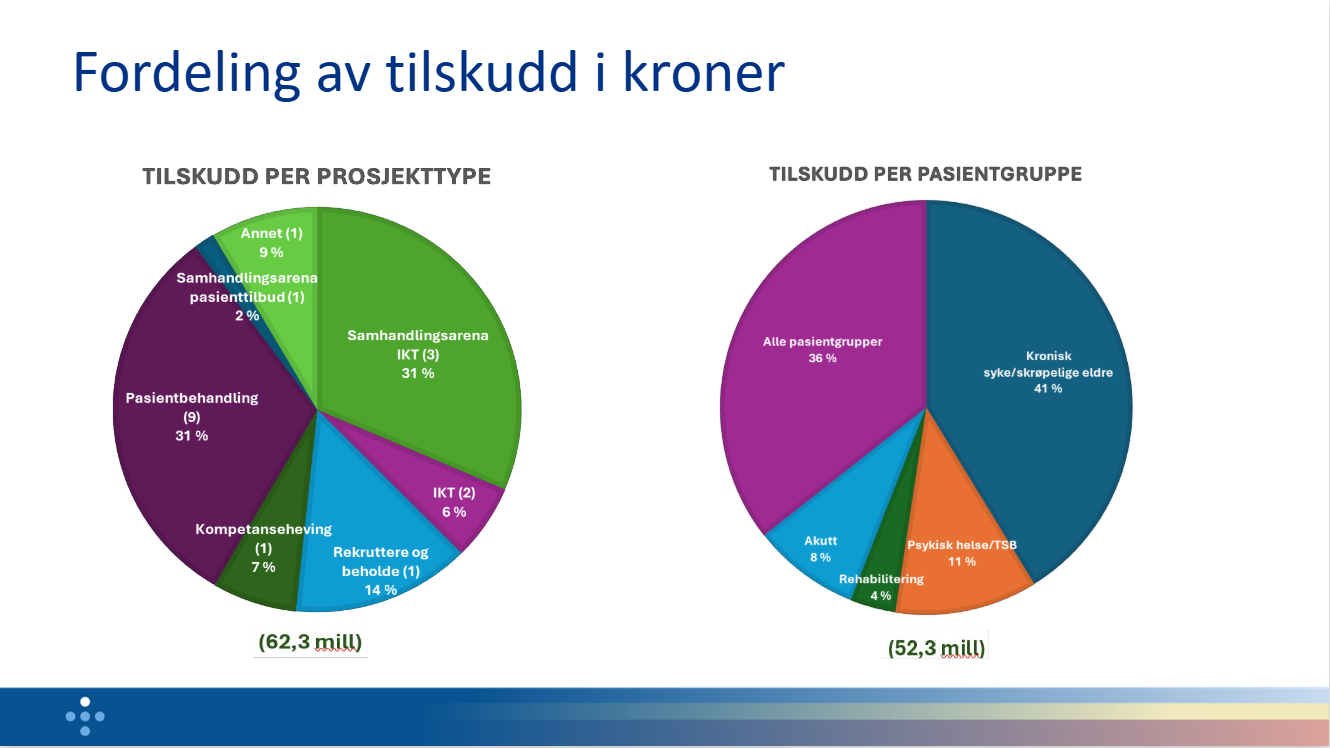 Fordeling av tilskudd i kroner
TILSKUDD PER PROSJEKTTYPE
Annet (1)
9 %
Samhandlingsarena
pasienttilbud (1)
2 %
Samhandlingsarena
IKT (3)
31 %
Pasientbehandling
(9)
31 %
IKT (2)
6 %
Kompetanseheving
(1)
7 %
Rekruttere og
beholde (1)
14 %
(62,3 mill)
TILSKUDD PER PASIENTGRUPPE
Alle pasientgrupper
36 %
Kronisk
syke/skrøpelige eldre
41 %
Akutt
8 %
Psykisk helse/TSB
11 %
Rehabilitering
4 %
(52,3 mill)